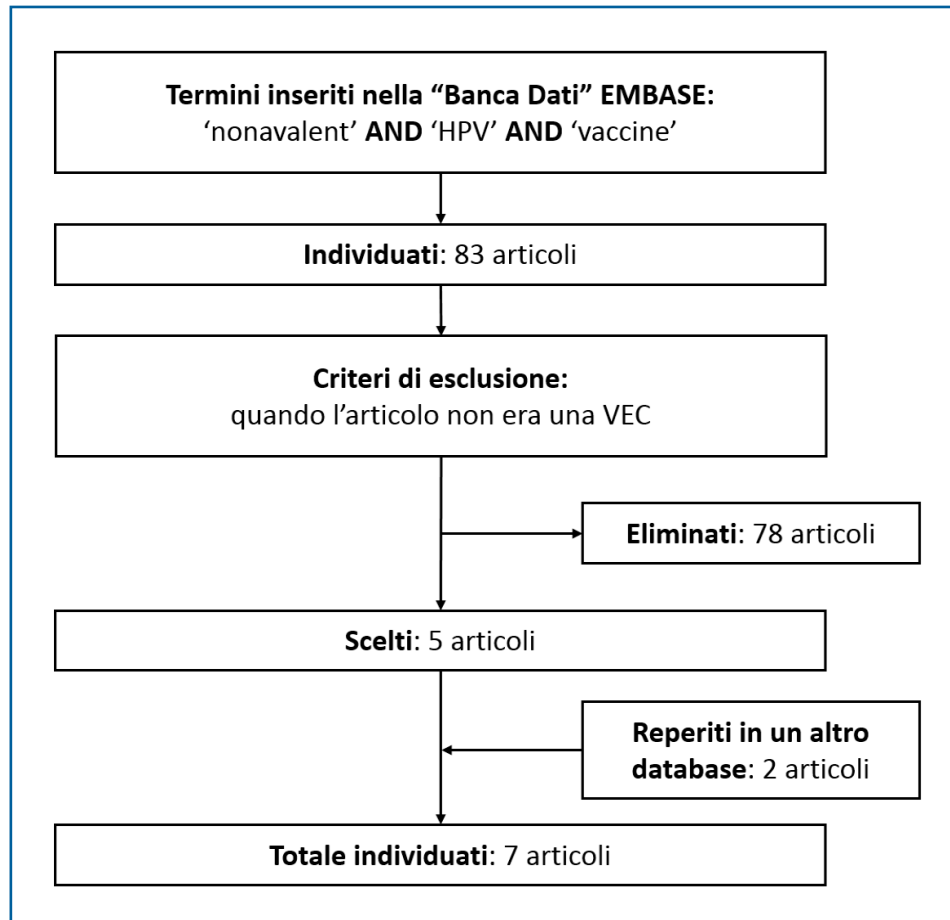 Termini inseriti nella “Banca Dati” EMBASE:
‘nonavalent’ AND ‘HPV’ AND ‘vaccine’
Individuati: 83 articoli
Criteri di esclusione:
quando l’articolo non era una VEC
Eliminati: 78 articoli
Scelti: 5 articoli
Reperiti in un altro
database: 2 articoli
Totale individuati: 7 articoli